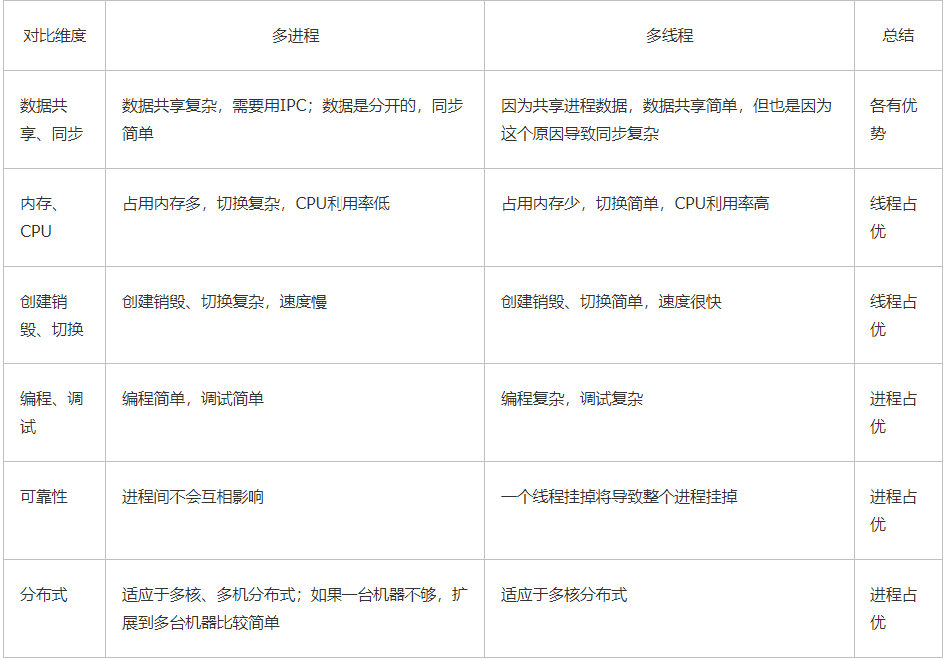 对比维度
多进程
多线程
总结
数据共
享、同步
数据共享复杂，需要用IPC；数据是分开的，同步
简单
因为共享进程数据，数据共享简单，但也是因为
这个原因导致同步复杂
各有优
势
内存、
CPU
占用内存多，切换复杂，CPU利用率低
占用内存少，切换简单，CPU利用率高
线程占
优
创建销
毁、切换
创建销毁、切换复杂，速度慢
创建销毁、切换简单，速度很快
线程占
优
编程、调
试
编程简单，调试简单
编程复杂，调试复杂
进程占
优
可靠性
进程间不会互相影响
一个线程挂掉将导致整个进程挂掉
进程占
优
分布式
适应于多核、多机分布式；如果一台机器不够，扩
展到多台机器比较简单
适应于多核分布式
进程占
优